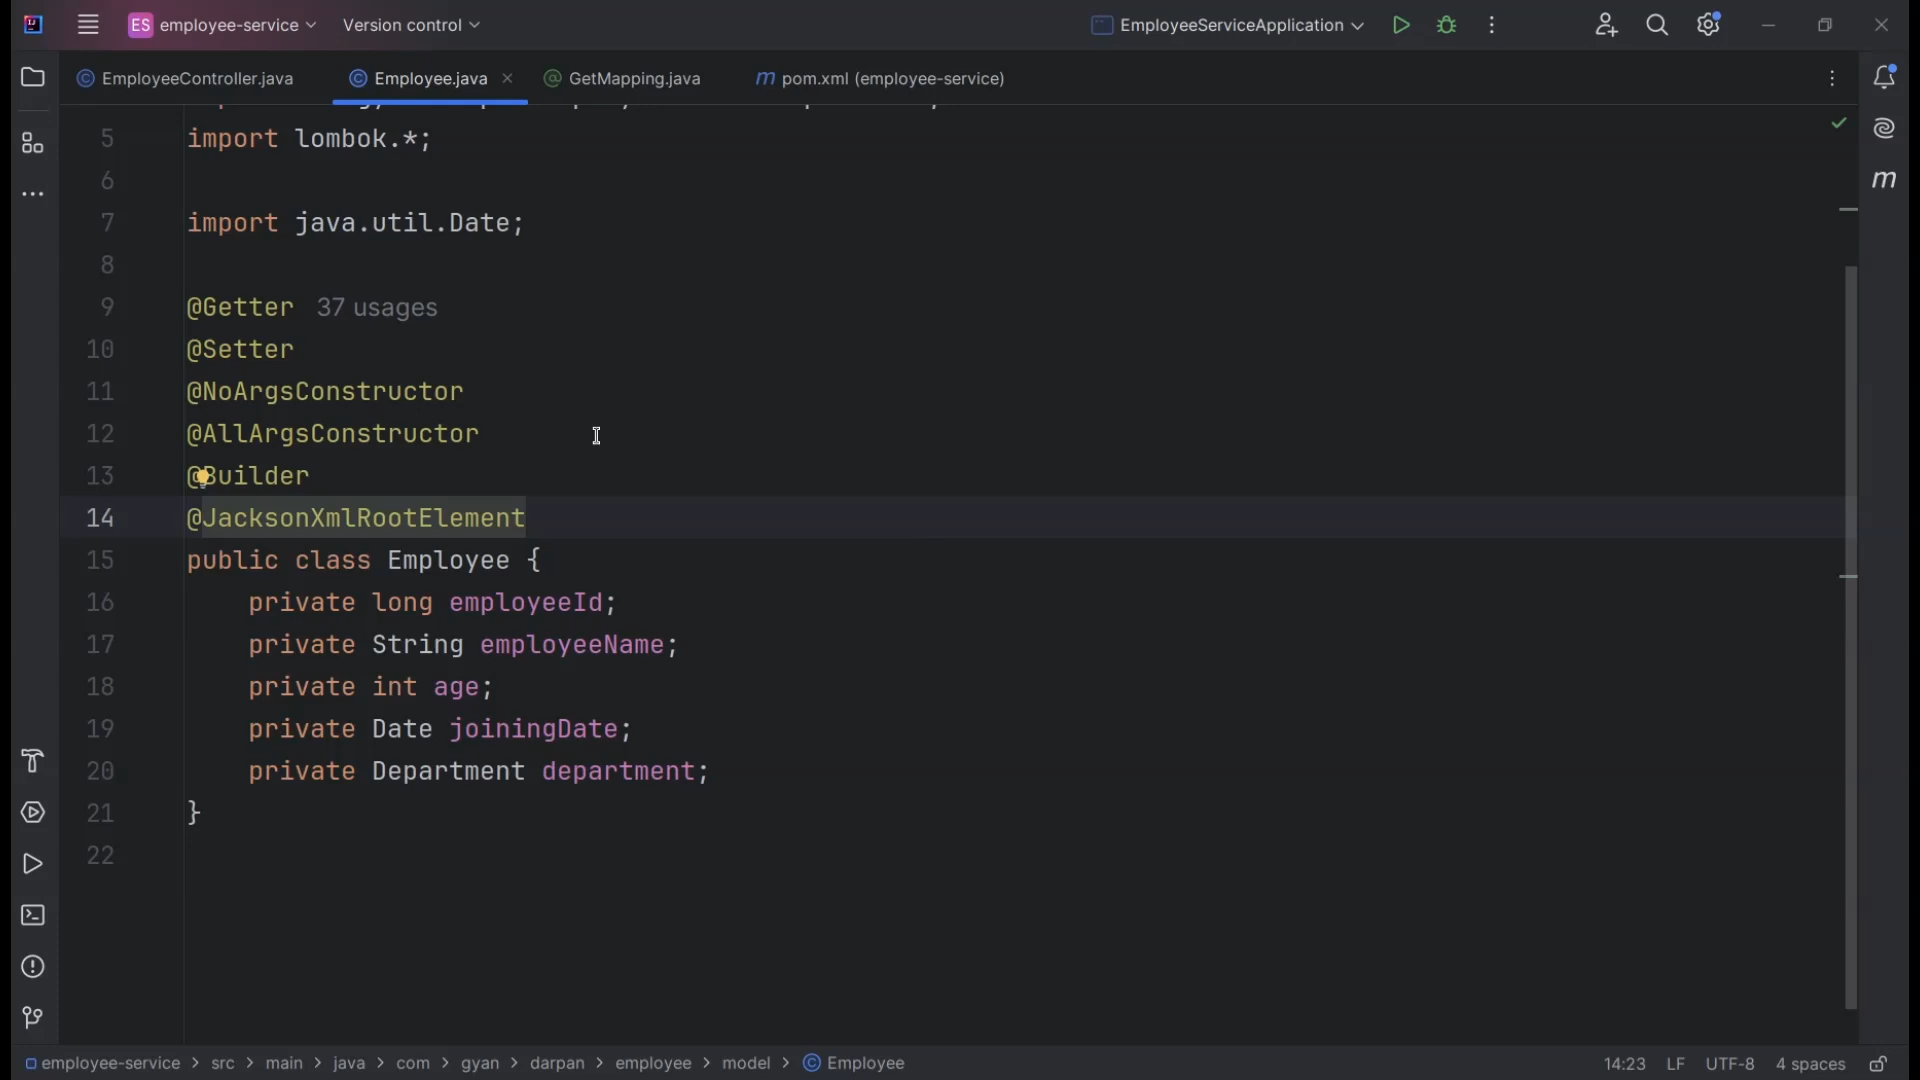 ES employee-service Version control EmployeeServiceApplication
EmployeeController.java Employee.java GetMapping.java m pom.xml (employee-service)
5 import lombok.*;
6
7 import java.util.Date;
8
9 @Getter 37 usages
10 @Setter
11 @NoArgsConstructor
12 @AllArgsConstructor
13 @Builder
14 @JacksonXmlRootElement
15 public class Employee {
16 private long employeeId;
17 private String employeeName;
18 private int age;
19 private Date joiningDate;
20 private Department department;
21 }
22
employee-service > src > main > java > com > gyan > darpan > employee > model > Employee 14:23 LF UTF-8 4 spaces